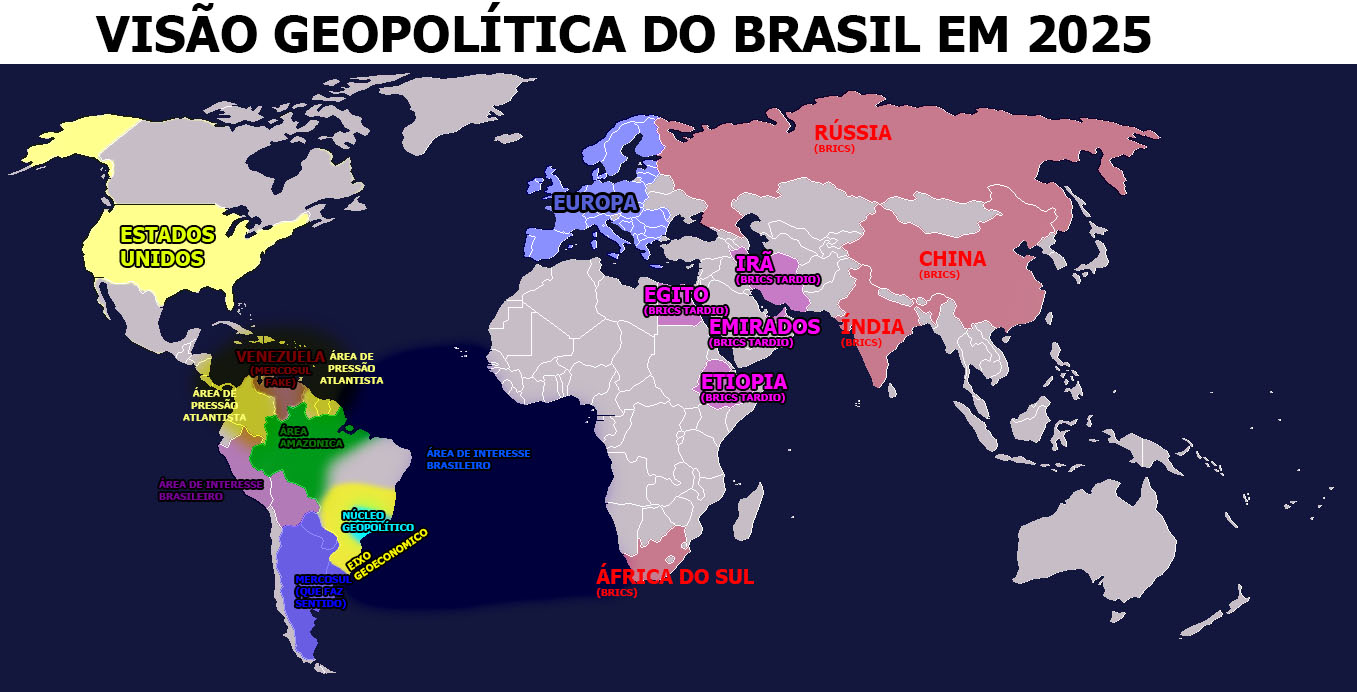 VISÃO GEOPOLÍTICA DO BRASIL EM 2025
RÚSSIA
(BRICS)
EUROPA
ESTADOS
UNIDOS
CHINA
(BRICS)
IRÃ
(BRICS TARDIO)
EGITO
(BRICS TARDIO)
EMIRADOS
(BRICS TARDIO)
ÍNDIA
(BRICS)
ETIOPIA
(BRICS TARDIO)
VENEZUELA
(MERCOSUL
FAKE)
ÁREA DE
PRESSÃO
ATLANTISTA
ÁREA DE
PRESSÃO
ATLANTISTA
ÁREA
AMAZONICA
ÁREA DE INTERESSE
BRASILEIRO
ÁREA DE INTERESSE
BRASILEIRO
NÚCLEO
GEOPOLÍTICO
EIXO
GEOECONOMICO
MERCOSUL
(QUE FAZ
SENTIDO)
ÁFRICA DO SUL
(BRICS)